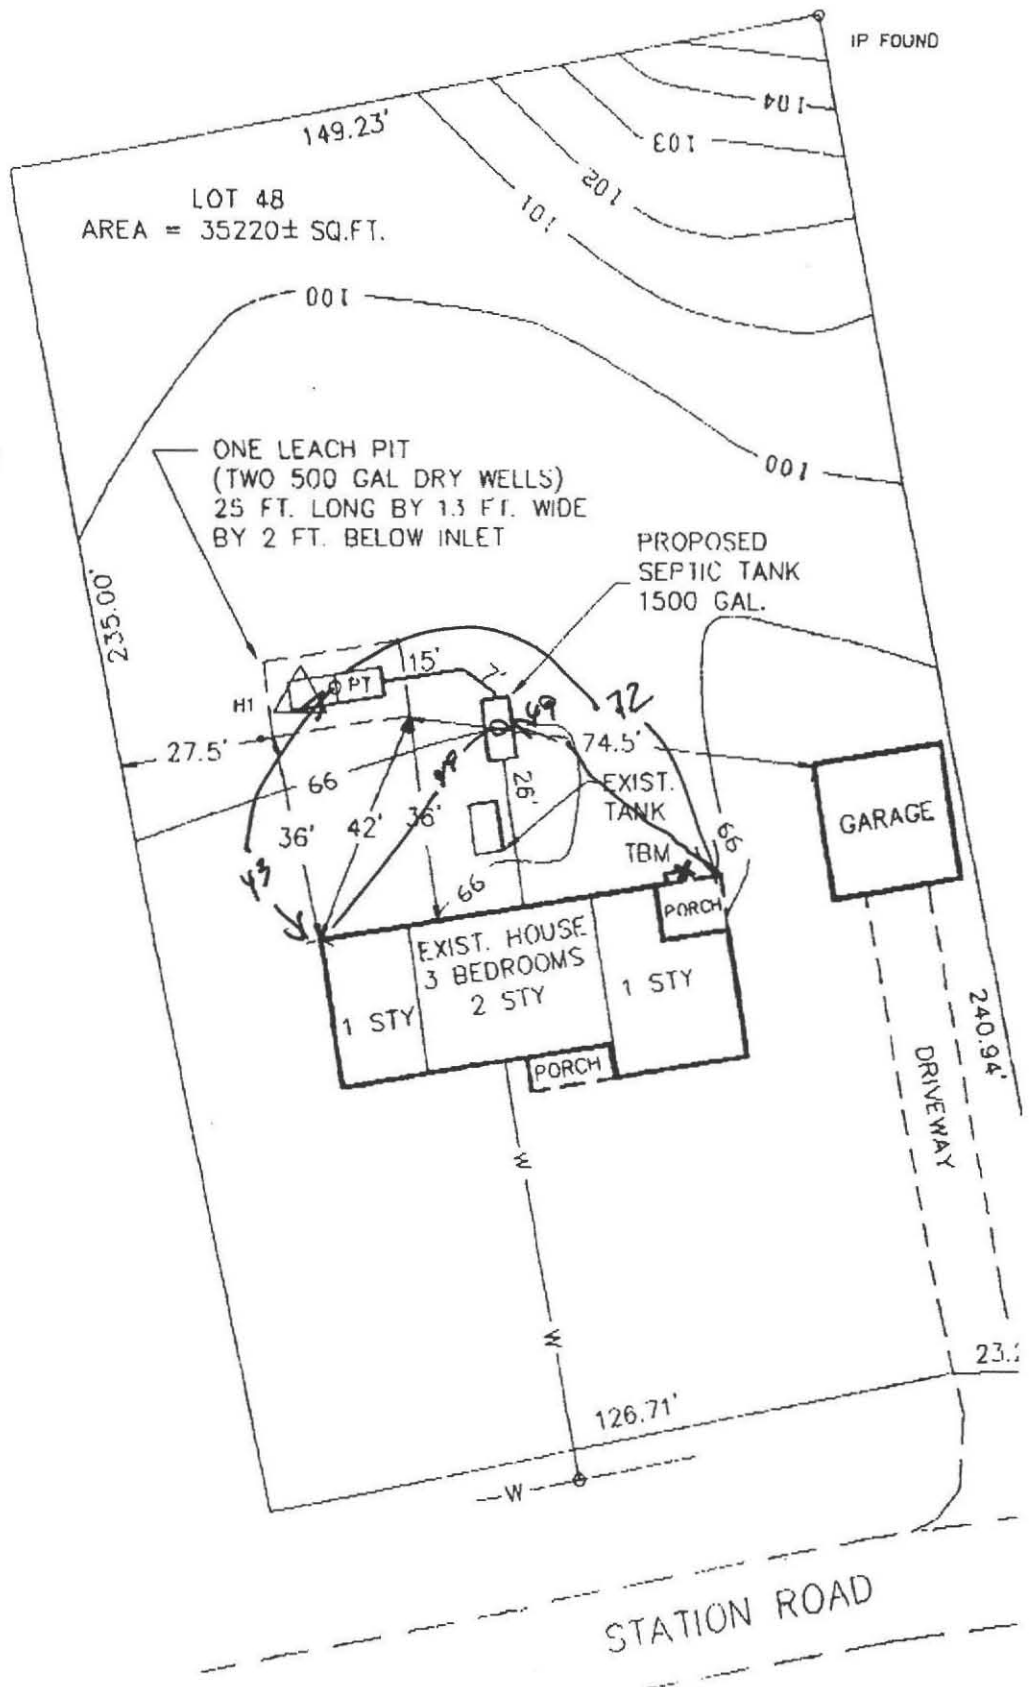 IP FOUND
149.23'
104
103
LOT 48
AREA = 35220± SQ.FT.
102
101
100
100
ONE LEACH PIT
(TWO 500 GAL DRY WELLS)
25 FT. LONG BY 13 FT. WIDE
BY 2 FT. BELOW INLET
PROPOSED
SEPTIC TANK
1500 GAL.
235.00'
15'
PT
H1
72
27.5'
74.5'
66
26'
EXIST.
TANK
36'
42'
36'
43
TBM
99
99
PORCH
GARAGE
EXIST. HOUSE
3 BEDROOMS
2 STY
1 STY
1 STY
PORCH
240.94'
DRIVEWAY
W
W
23.2
126.71'
W
STATION ROAD